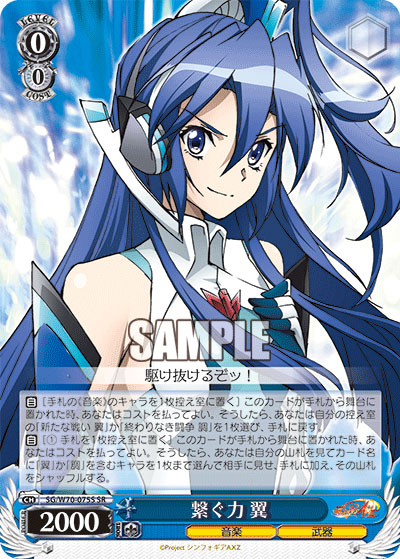 LEVEL
0
0
COST
SAMPLE
駆け抜けるぞッ！
自 [手札の《音楽》のキャラを1枚控え室に置く] このカードが手札から舞台に
置かれた時、あなたはコストを払ってよい。そうしたら、あなたは自分の控え室
の「新たな戦い 翼」か「終わりなき闘争 調」を1枚選び、手札に戻す。
自 [① 手札を1枚控え室に置く] このカードが手札から舞台に置かれた時、あ
なたはコストを払ってよい。そうしたら、あなたは自分の山札を見てカード名
に「翼」か「調」を含むキャラを1枚まで選んで相手に見せ、手札に加え、その山札
をシャッフルする。
CH SG/W70-075S SR
2000
POWER
繋ぐ力 翼
音楽
武器
©Project シンフォギアAXZ